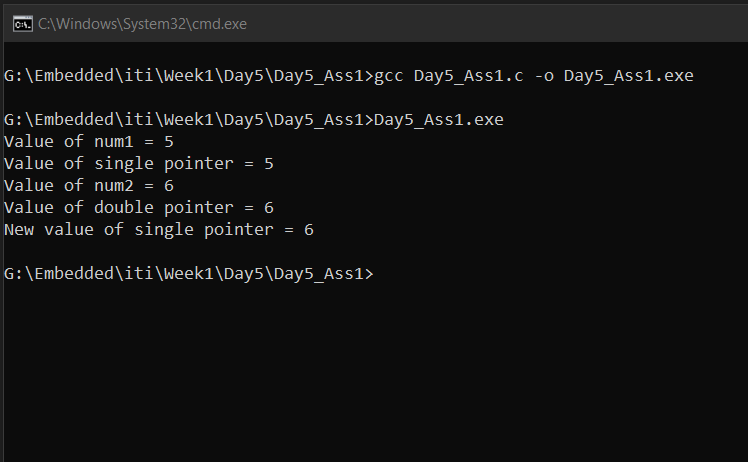 C:\Windows\System32\cmd.exe
G:\Embedded\iti\Week1\Day5\Day5_Ass1>gcc Day5_Ass1.c -o Day5_Ass1.exe
G:\Embedded\iti\Week1\Day5\Day5_Ass1>Day5_Ass1.exe
Value of num1 = 5
Value of single pointer = 5
Value of num2 = 6
Value of double pointer = 6
New value of single pointer = 6
G:\Embedded\iti\Week1\Day5\Day5_Ass1>